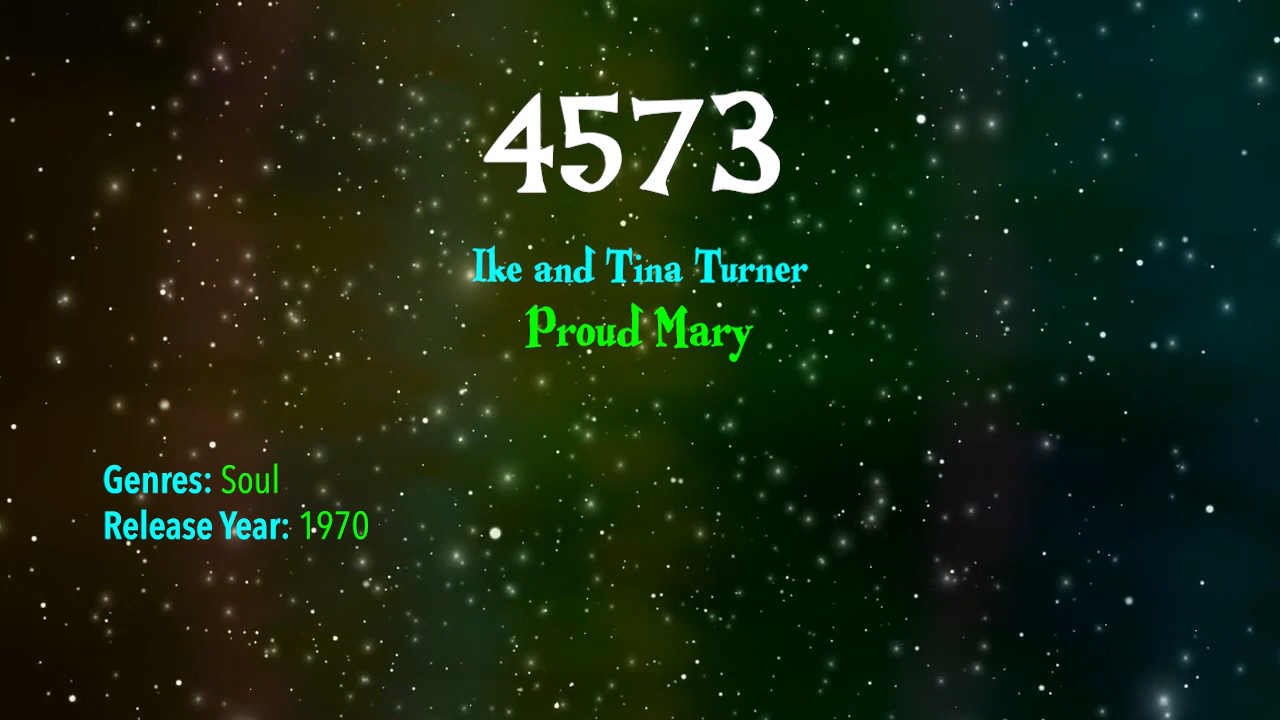 4573
Ike and Tina Turner
Proud Mary
Genres: Soul
Release Year: 1970